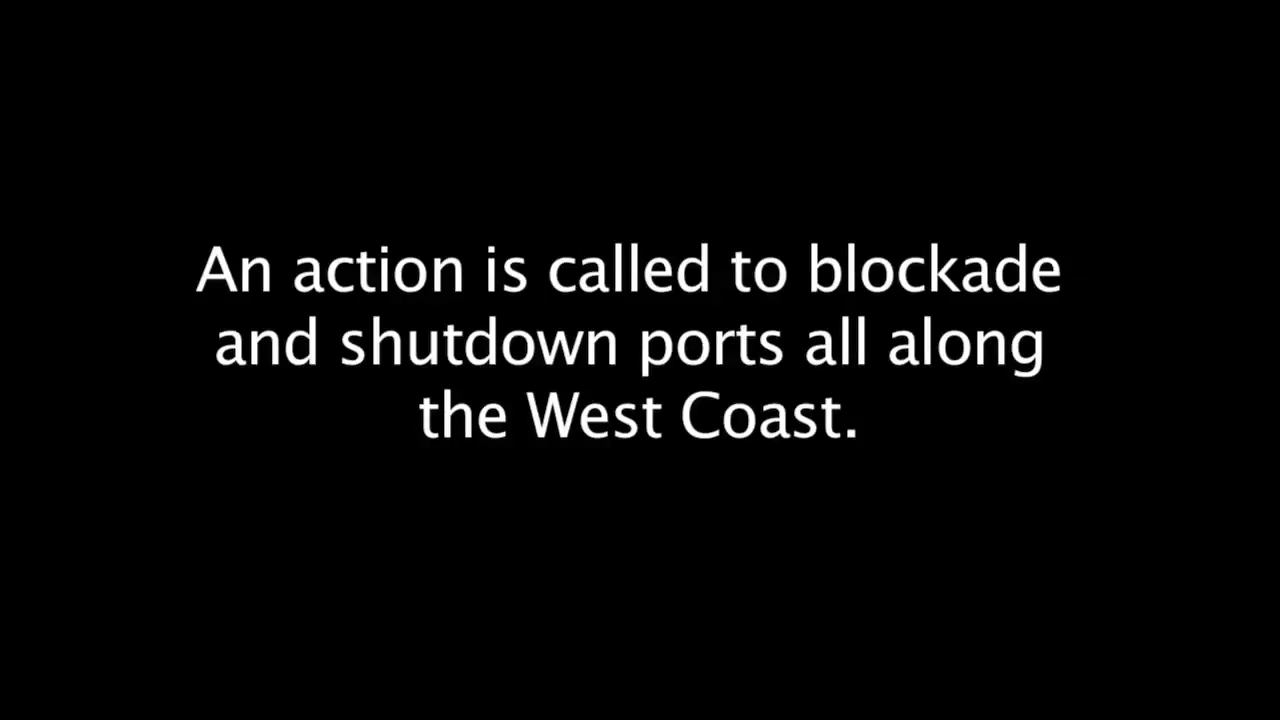 An action is called to blockade
and shutdown ports all along
the West Coast.